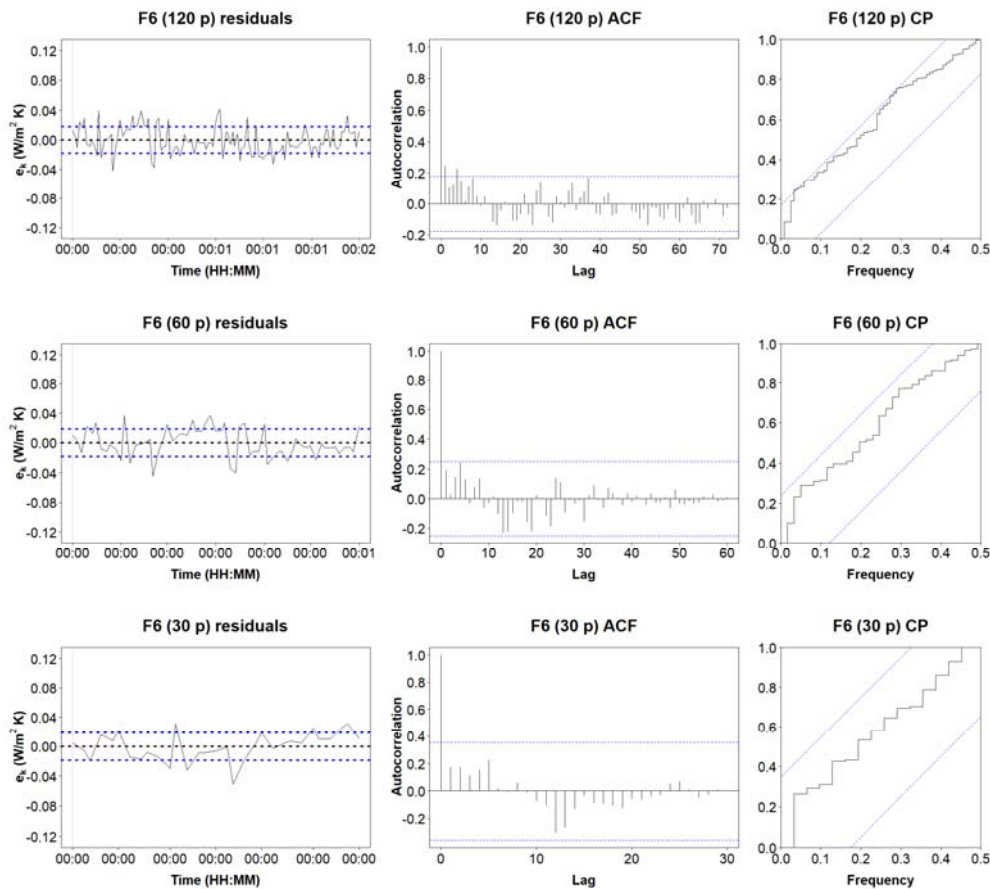 F6 (120 p) residuals
0.12
0.08
0.04
0.00
-0.04
-0.08
-0.12
e_k (W/m² K)
00:00 00:00 00:00 00:01 00:01 00:01 00:02
Time (HH:MM)
F6 (120 p) ACF
1.0
0.8
0.6
0.4
0.2
0.0
-0.2
Autocorrelation
0 10 20 30 40 50 60 70
Lag
F6 (120 p) CP
1.0
0.8
0.6
0.4
0.2
0.0
0.0 0.1 0.2 0.3 0.4 0.5
Frequency
F6 (60 p) residuals
0.12
0.08
0.04
0.00
-0.04
-0.08
-0.12
e_k (W/m² K)
00:00 00:00 00:00 00:00 00:00 00:00 00:01
Time (HH:MM)
F6 (60 p) ACF
1.0
0.8
0.6
0.4
0.2
0.0
-0.2
Autocorrelation
0 10 20 30 40 50 60
Lag
F6 (60 p) CP
1.0
0.8
0.6
0.4
0.2
0.0
0.0 0.1 0.2 0.3 0.4 0.5
Frequency
F6 (30 p) residuals
0.12
0.08
0.04
0.00
-0.04
-0.08
-0.12
e_k (W/m² K)
00:00 00:00 00:00 00:00 00:00 00:00 00:00
Time (HH:MM)
F6 (30 p) ACF
1.0
0.8
0.6
0.4
0.2
0.0
-0.2
Autocorrelation
0 10 20 30
Lag
F6 (30 p) CP
1.0
0.8
0.6
0.4
0.2
0.0
0.0 0.1 0.2 0.3 0.4 0.5
Frequency